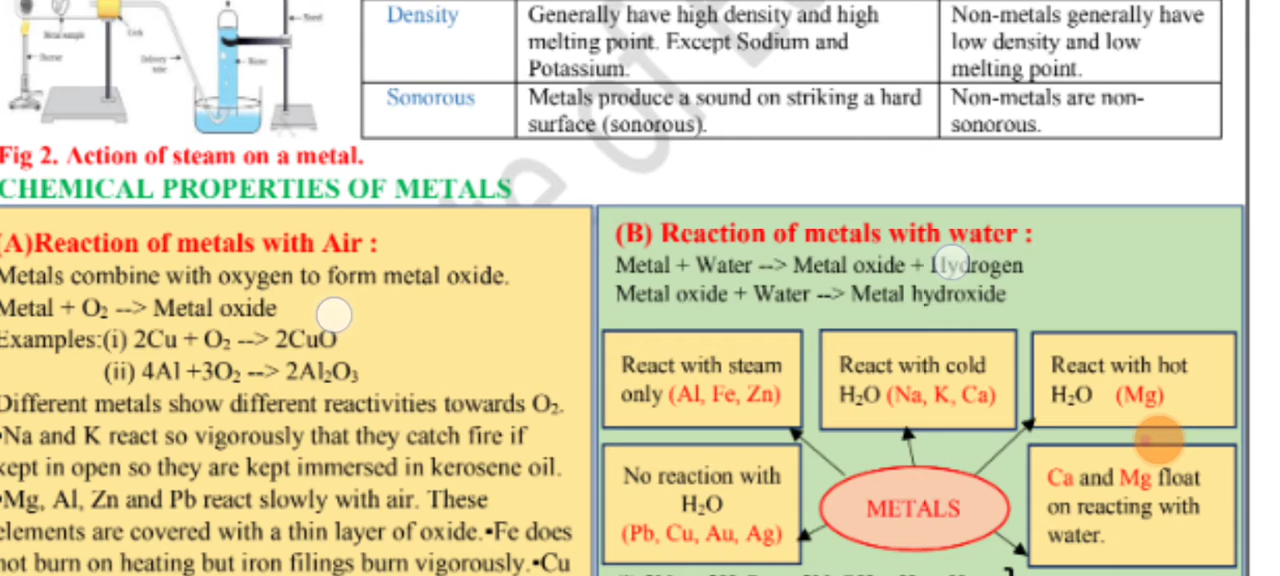 Density
Generally have high density and high
melting point. Except Sodium and
Potassium.
Non-metals generally have
low density and low
melting point.
Sonorous
Metals produce a sound on striking a hard
surface (sonorous).
Non-metals are non-
sonorous.
Fig 2. Action of steam on a metal.
CHEMICAL PROPERTIES OF METALS
(A)Reaction of metals with Air :
Metals combine with oxygen to form metal oxide.
Metal + O₂ --> Metal oxide
Examples:(i) 2Cu + O₂ --> 2CuO
(ii) 4Al +3O₂ --> 2Al₂O₃
Different metals show different reactivities towards O₂.
•Na and K react so vigorously that they catch fire if
kept in open so they are kept immersed in kerosene oil.
•Mg, Al, Zn and Pb react slowly with air. These
elements are covered with a thin layer of oxide.•Fe does
not burn on heating but iron filings burn vigorously.•Cu
(B) Reaction of metals with water :
Metal + Water --> Metal oxide + Hydrogen
Metal oxide + Water --> Metal hydroxide
React with steam
only (Al, Fe, Zn)
React with cold
H₂O (Na, K, Ca)
React with hot
H₂O (Mg)
No reaction with
H₂O
(Pb, Cu, Au, Ag)
METALS
Ca and Mg float
on reacting with
water.